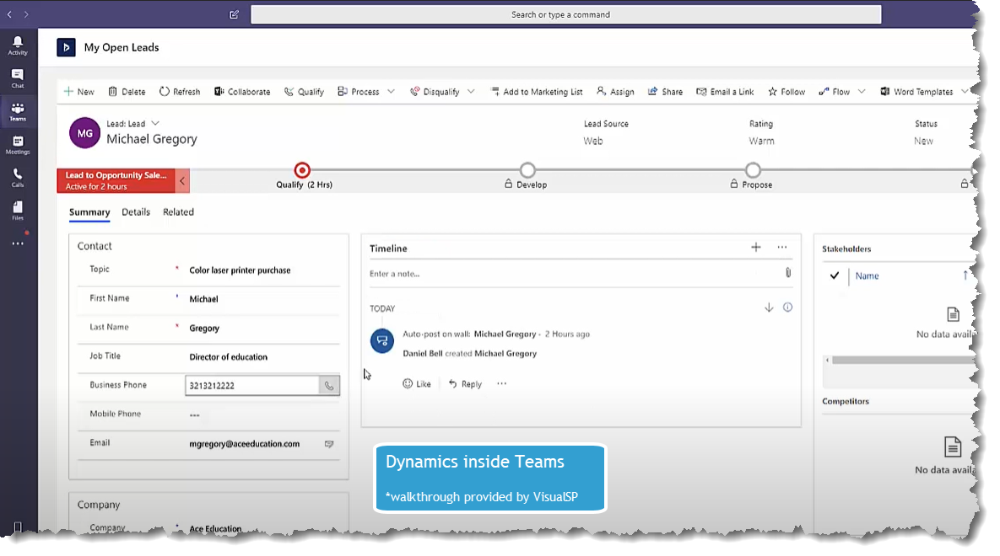 Search or type a command
Activity
Chat
Teams
Meetings
Calls
Files
My Open Leads
New Delete Refresh Collaborate Qualify Process Disqualify Add to Marketing List Assign Share Email a Link Follow Flow Word Templates
MG
Lead: Lead
Michael Gregory
Lead Source
Web
Rating
Warm
Status
New
Lead to Opportunity Sale...
Active for 2 hours
Qualify (2 Hrs)
Develop
Propose
Summary Details Related
Contact
Topic * Color laser printer purchase
First Name Michael
Last Name * Gregory
Job Title Director of education
Business Phone 3213212222
Mobile Phone ---
Email mgregory@aceeducation.com
Company
Company Ace Education
Timeline
Enter a note...
TODAY
Auto-post on wall: Michael Gregory - 2 Hours ago
Daniel Bell created Michael Gregory
Like Reply ...
Stakeholders
Name
No data
Competitors
No data
Dynamics inside Teams
*walkthrough provided by VisualSP